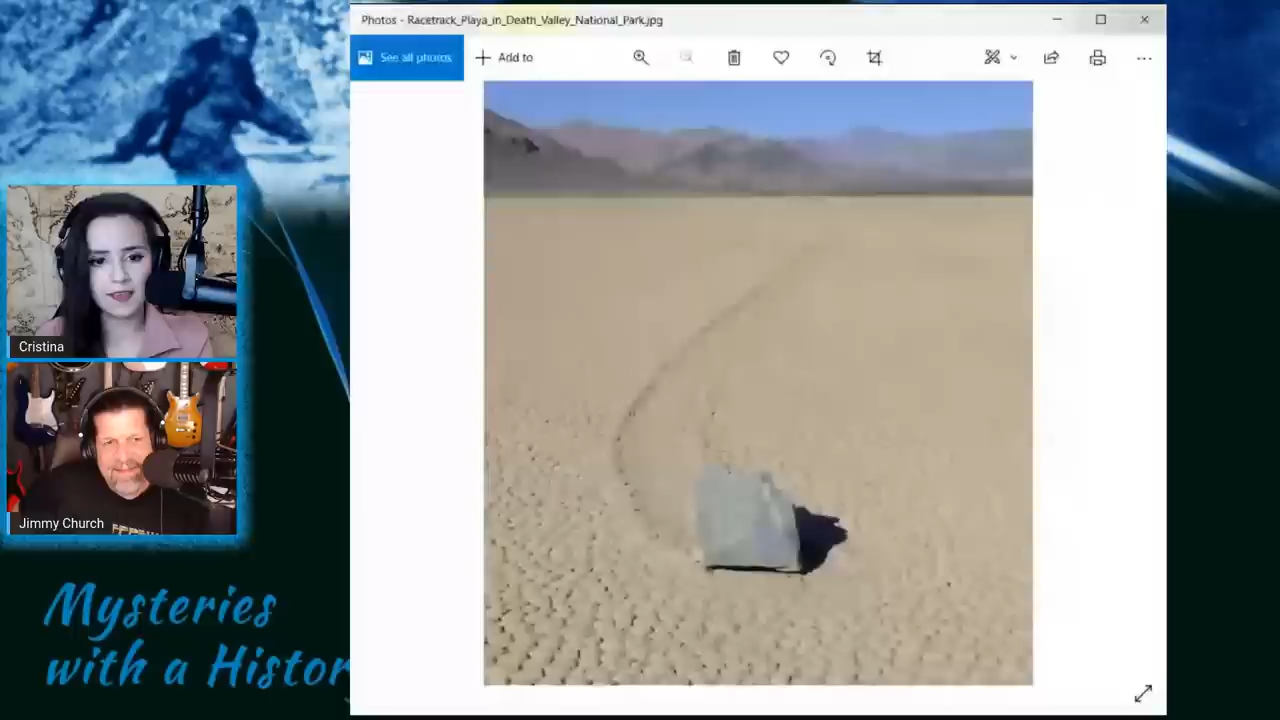 Photos - Racetrack_Playa_in_Death_Valley_National_Park.jpg
See all photos
Add to
Cristina
Jimmy Church
Mysteries
with a Histor